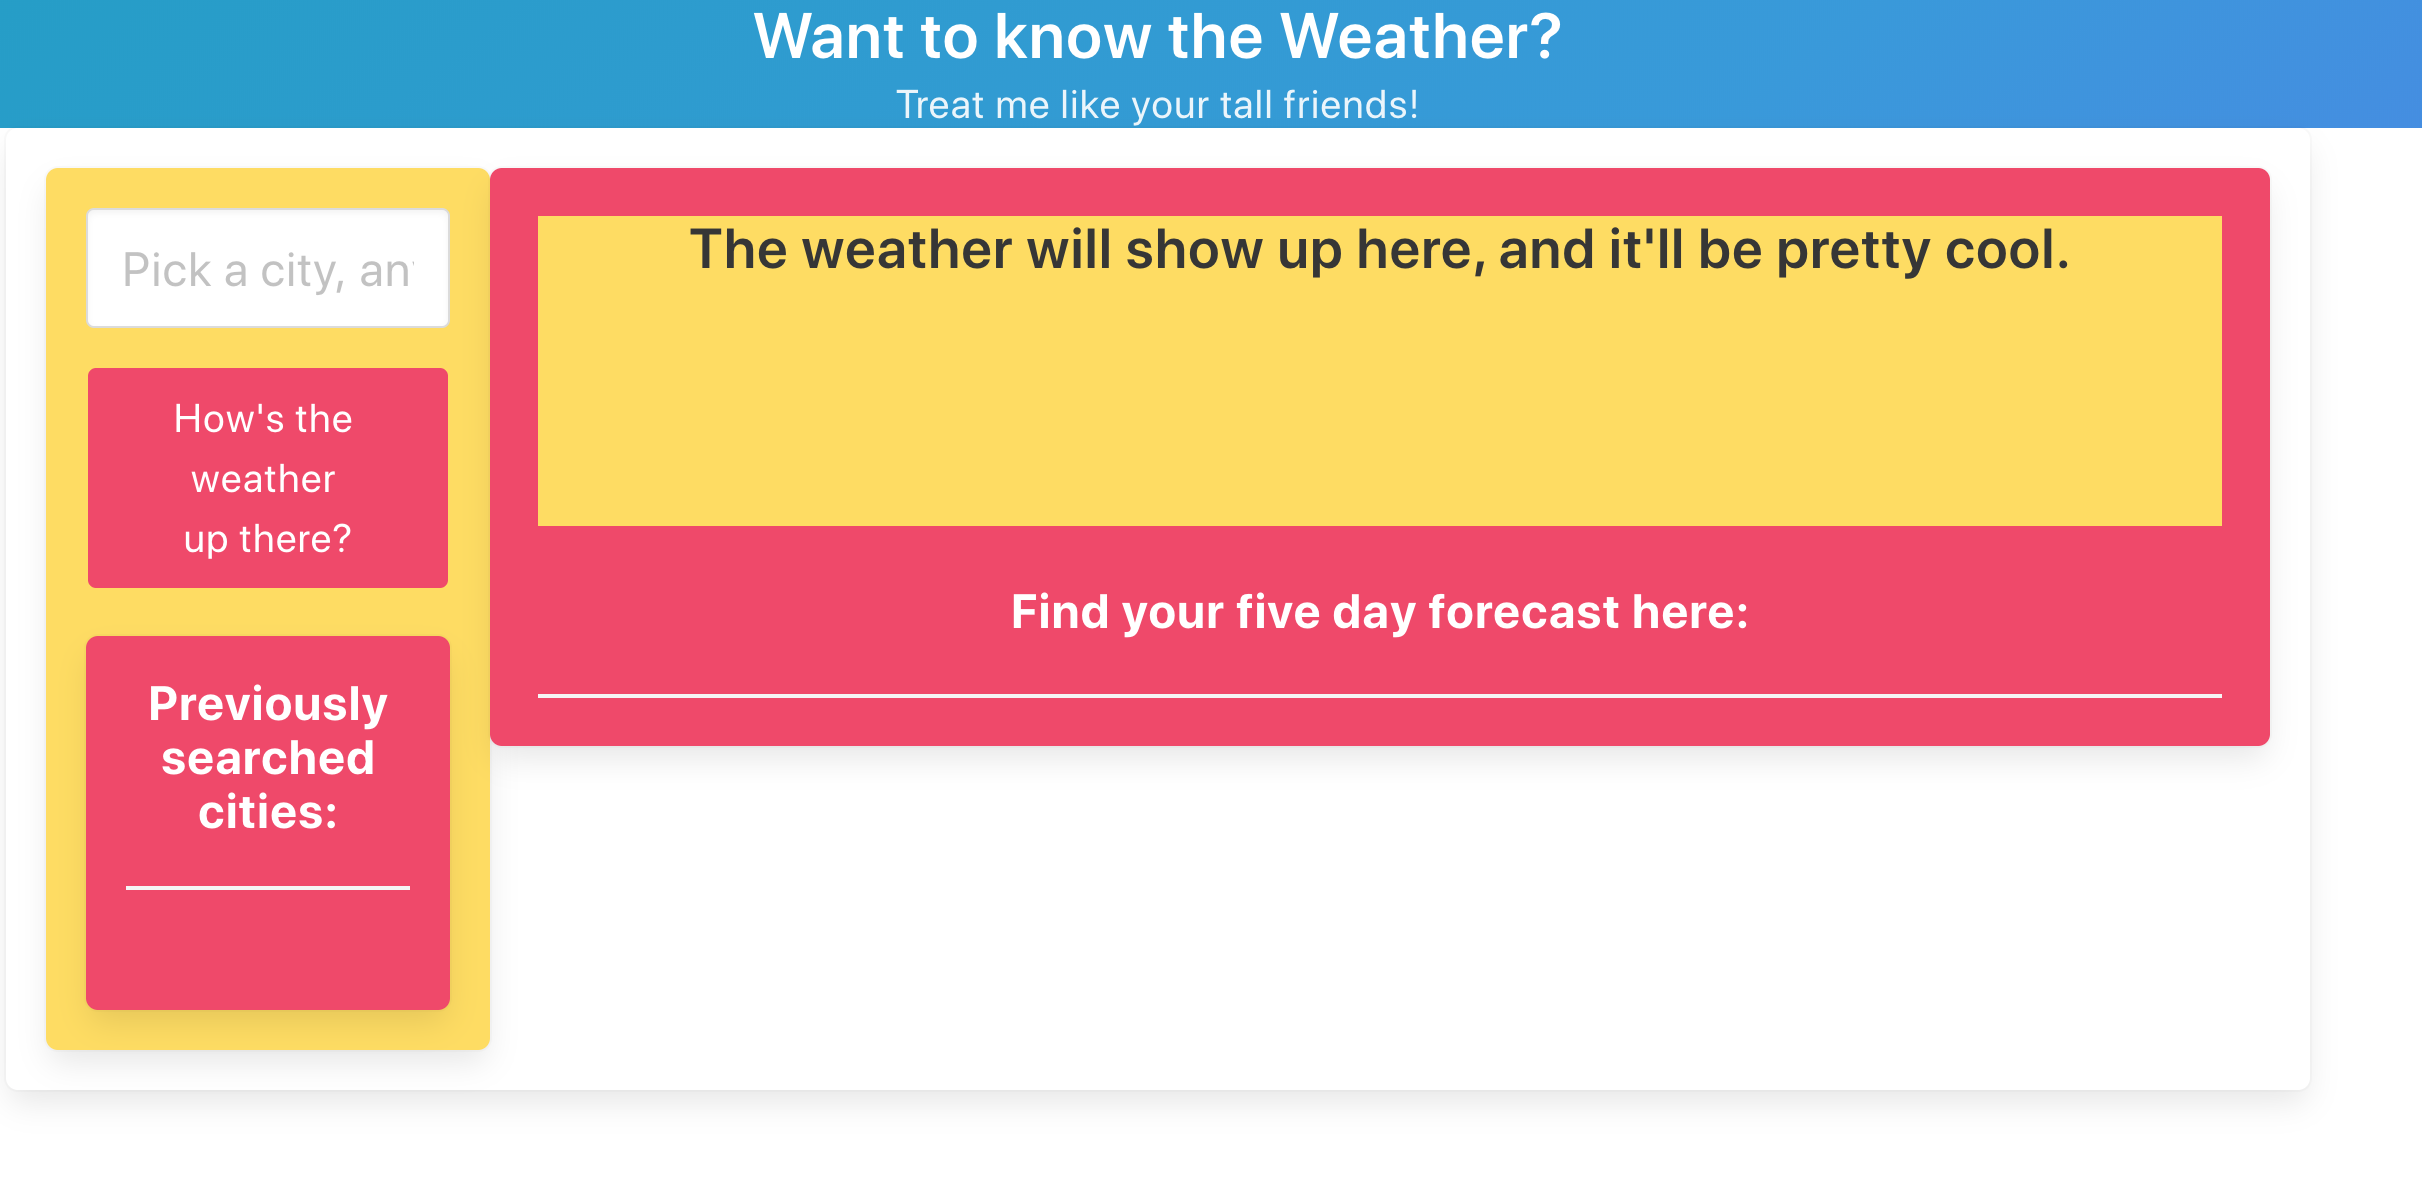 Want to know the Weather?
Treat me like your tall friends!
Pick a city, an
How's the
weather
up there?
Previously
searched
cities:
The weather will show up here, and it'll be pretty cool.
Find your five day forecast here: